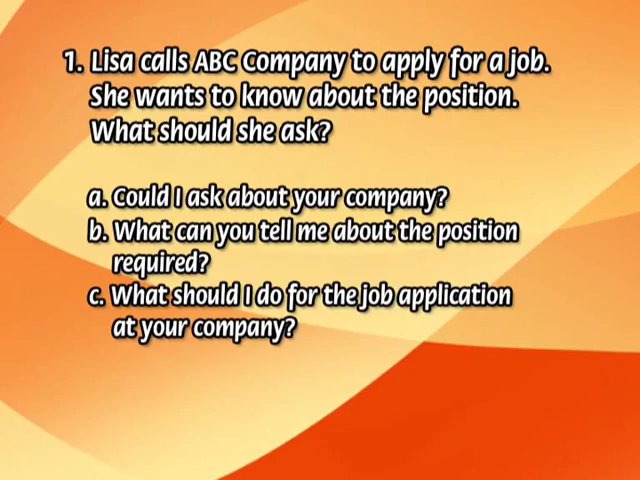 1. Lisa calls ABC Company to apply for a job.
She wants to know about the position.
What should she ask?
a. Could I ask about your company?
b. What can you tell me about the position
required?
c. What should I do for the job application
at your company?